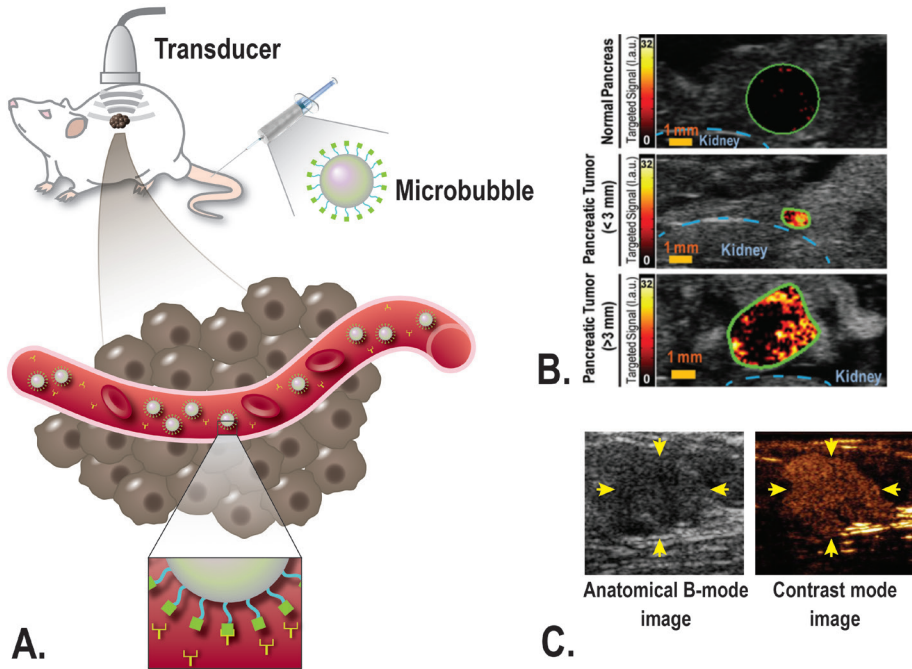 Transducer
Microbubble
A.
Normal Pancreas
Targeted Signal (I.a.u.)
32
0
1 mm
Kidney
Pancreatic Tumor
(< 3 mm)
Targeted Signal (I.a.u.)
32
0
1 mm
Kidney
Pancreatic Tumor
(>3 mm)
Targeted Signal (I.a.u.)
32
0
1 mm
Kidney
B.
Anatomical B-mode
image
Contrast mode
image
C.